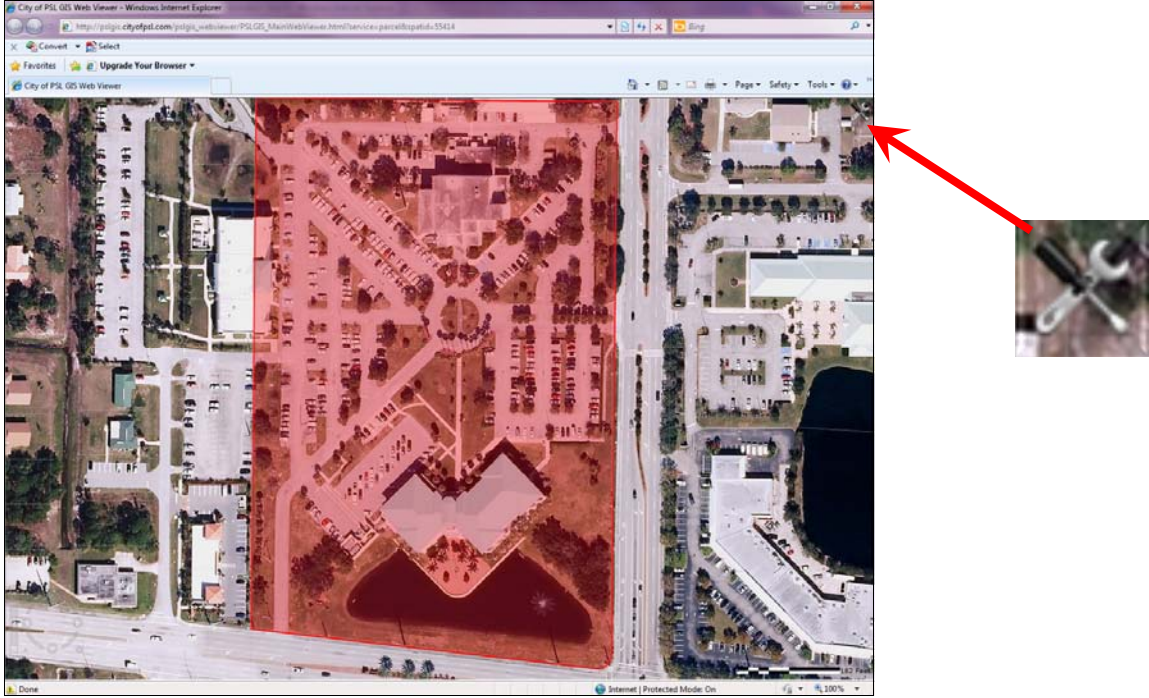 City of PSL GIS Web Viewer - Windows Internet Explorer
http://pslgis.cityofpsl.com/pslgis_webviewer/PSLGIS_MainWebViewer.html?service=parcel&spatid=55414
Bing
x Convert Select
Favorites Upgrade Your Browser
City of PSL GIS Web Viewer
Page Safety Tools
Done
Internet | Protected Mode: On
100%